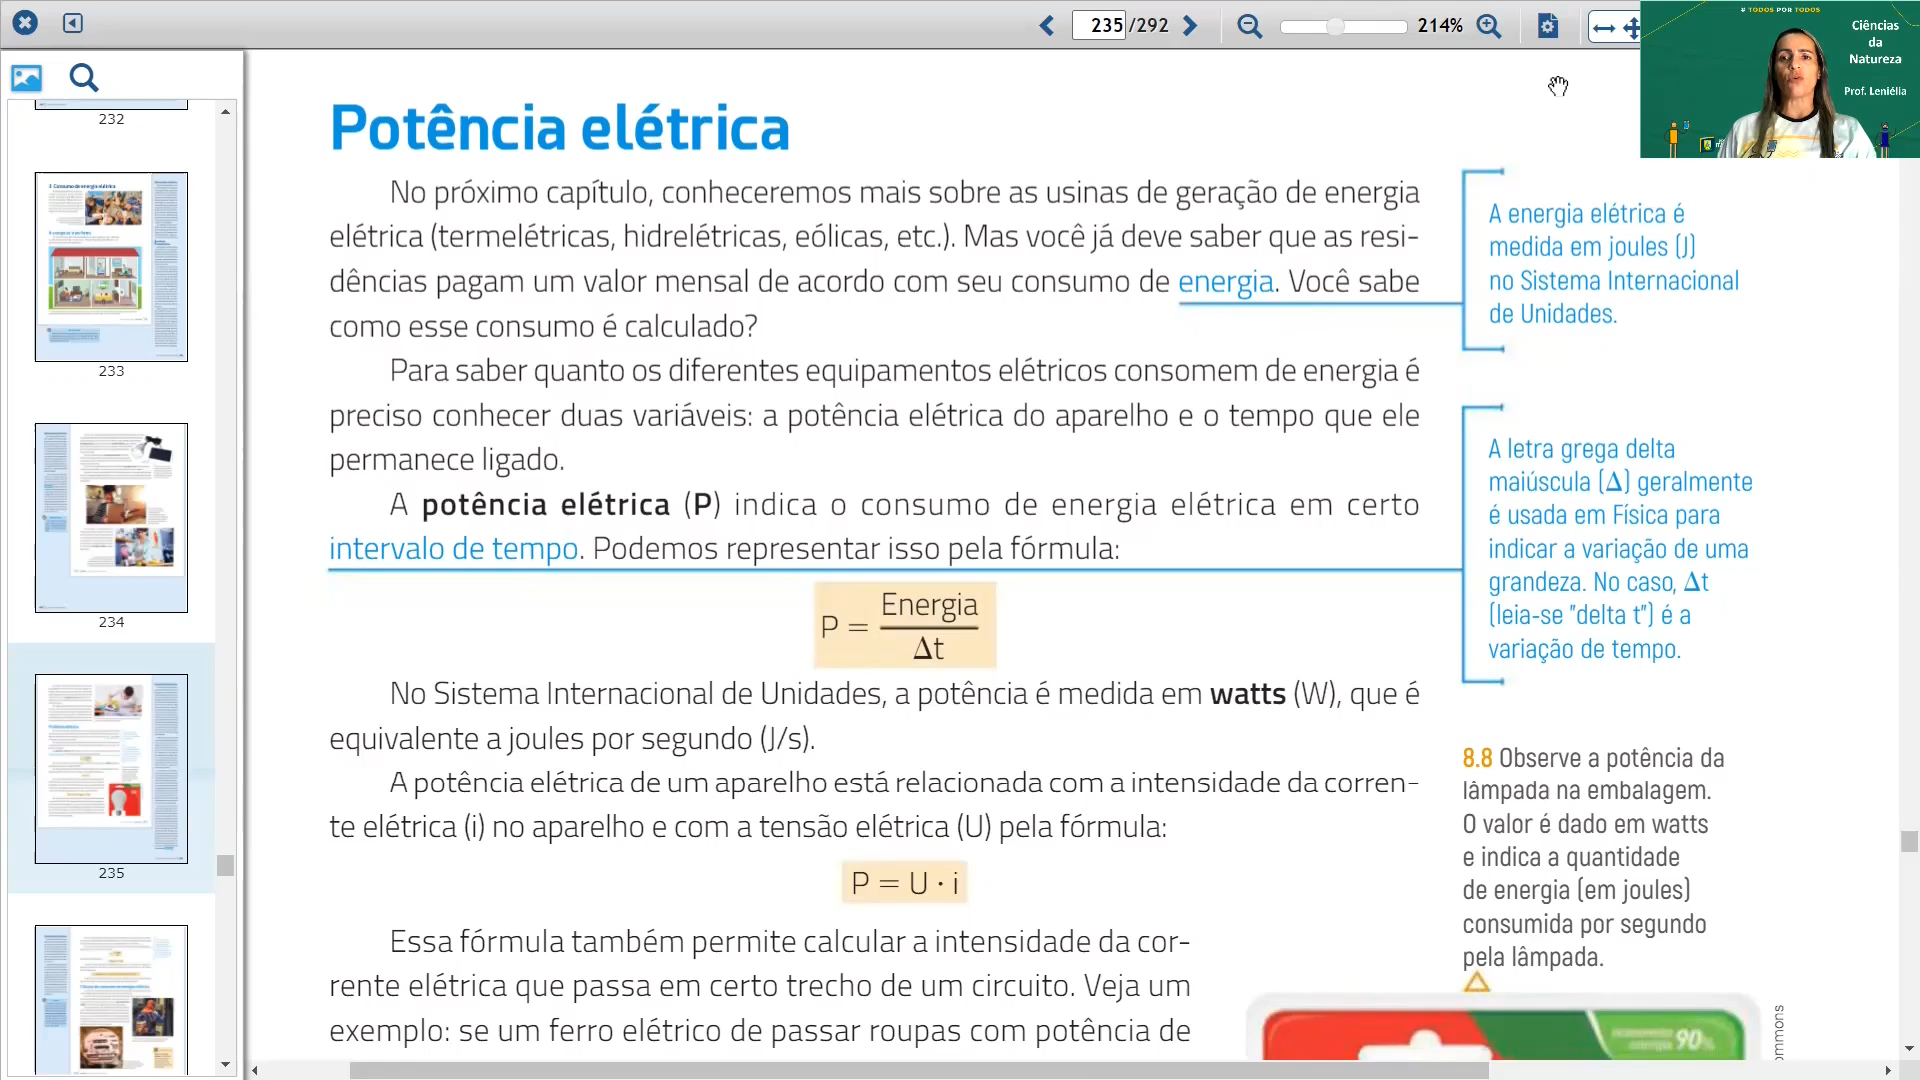 235 /292
214%
# TODOS POR TODOS
Ciências
da
Natureza
Prof. Leniélia
232
233
234
235
Potência elétrica
No próximo capítulo, conheceremos mais sobre as usinas de geração de energia
elétrica (termelétricas, hidrelétricas, eólicas, etc.). Mas você já deve saber que as resi-
dências pagam um valor mensal de acordo com seu consumo de energia. Você sabe
como esse consumo é calculado?
Para saber quanto os diferentes equipamentos elétricos consomem de energia é
preciso conhecer duas variáveis: a potência elétrica do aparelho e o tempo que ele
permanece ligado.
A potência elétrica (P) indica o consumo de energia elétrica em certo
intervalo de tempo. Podemos representar isso pela fórmula:
P = Energia
Δt
No Sistema Internacional de Unidades, a potência é medida em watts (W), que é
equivalente a joules por segundo (J/s).
A potência elétrica de um aparelho está relacionada com a intensidade da corren-
te elétrica (i) no aparelho e com a tensão elétrica (U) pela fórmula:
P = U · i
Essa fórmula também permite calcular a intensidade da cor-
rente elétrica que passa em certo trecho de um circuito. Veja um
exemplo: se um ferro elétrico de passar roupas com potência de
A energia elétrica é
medida em joules (J)
no Sistema Internacional
de Unidades.
A letra grega delta
maiúscula (Δ) geralmente
é usada em Física para
indicar a variação de uma
grandeza. No caso, Δt
(leia-se "delta t") é a
variação de tempo.
8.8 Observe a potência da
lâmpada na embalagem.
O valor é dado em watts
e indica a quantidade
de energia (em joules)
consumida por segundo
pela lâmpada.
90%